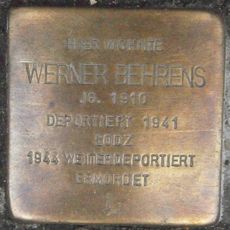 HIER WOHNTE
WERNER BEHRENS
JG. 1910
DEPORTIERT 1941
LODZ
1944 WEITERDEPORTIERT
ERMORDET